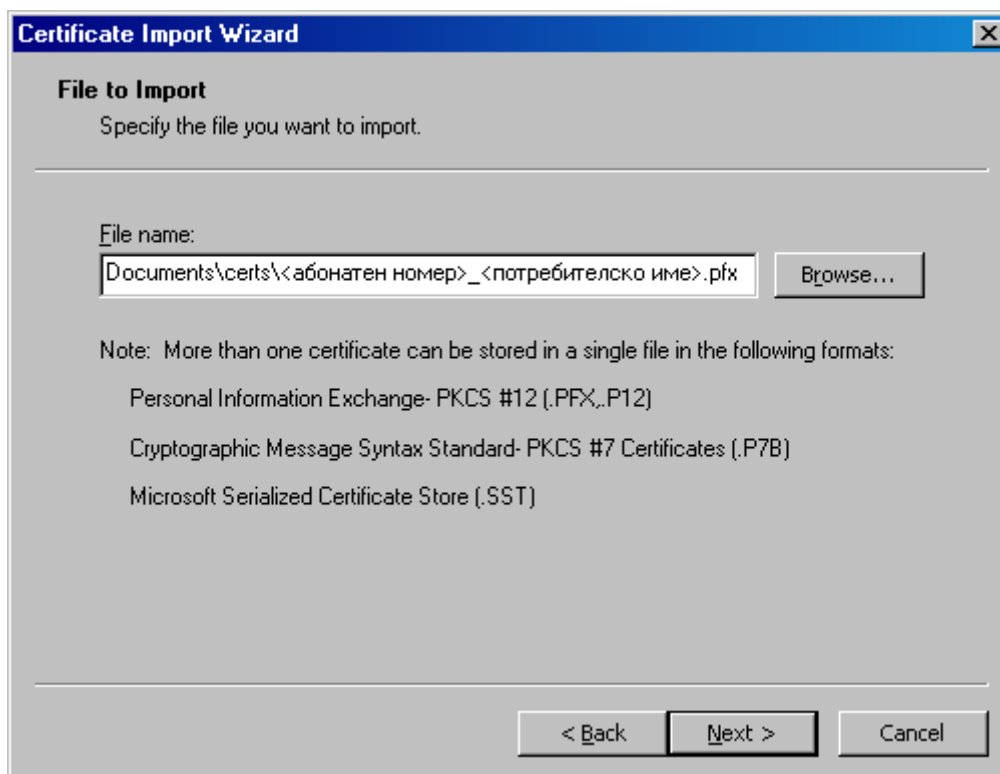 Certificate Import Wizard
File to Import
Specify the file you want to import.
File name:
Documents\certs\<абонатен номер>_<потребителско име>.pfx
Browse...
Note: More than one certificate can be stored in a single file in the following formats:
Personal Information Exchange- PKCS #12 (.PFX,.P12)
Cryptographic Message Syntax Standard- PKCS #7 Certificates (.P7B)
Microsoft Serialized Certificate Store (.SST)
< Back
Next >
Cancel